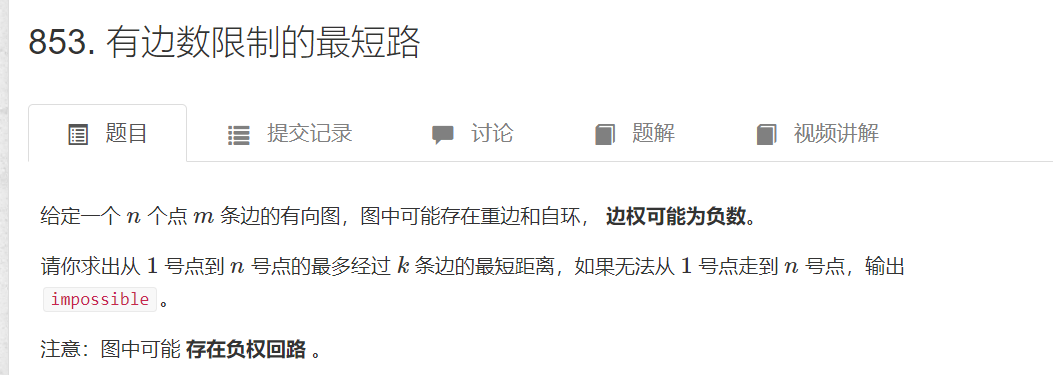 853. 有边数限制的最短路
题目 提交记录 讨论 题解 视频讲解
给定一个 n 个点 m 条边的有向图，图中可能存在重边和自环， 边权可能为负数。
请你求出从 1 号点到 n 号点的最多经过 k 条边的最短距离，如果无法从 1 号点走到 n 号点，输出
impossible 。
注意：图中可能 存在负权回路 。